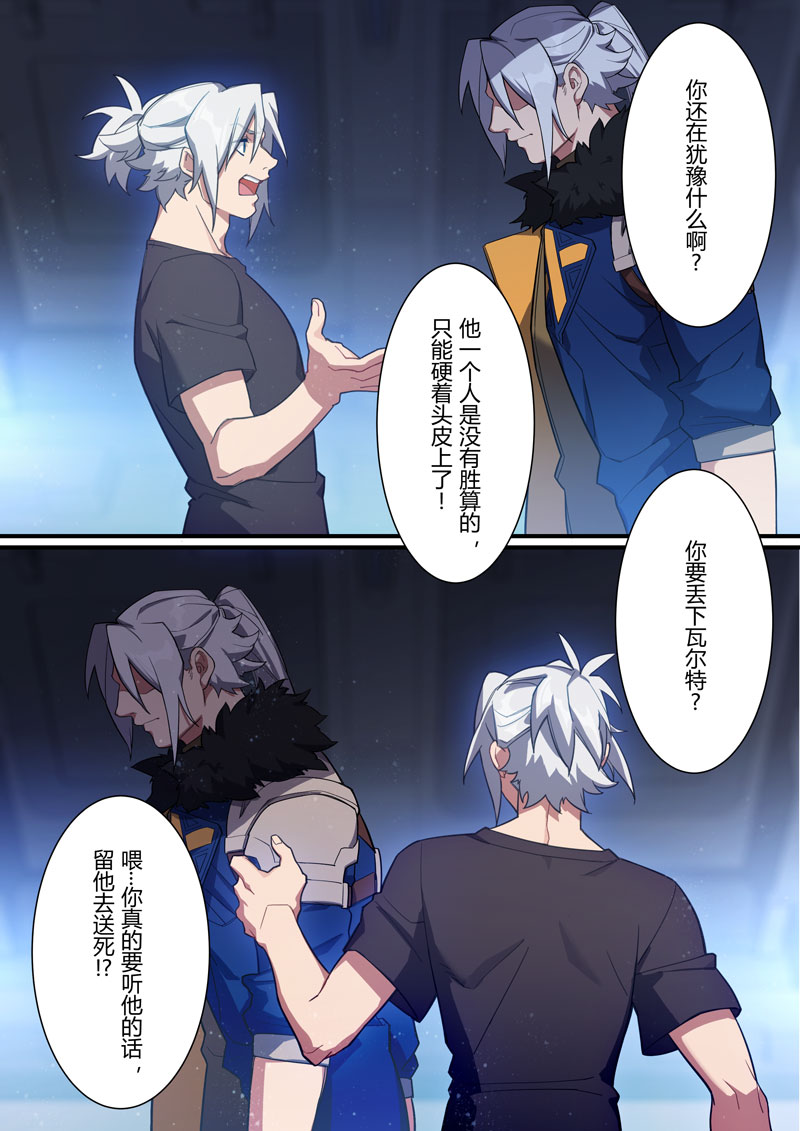 你还在犹豫什么啊？
他一个人是没有胜算的，
只能硬着头皮上了！
你要丢下瓦尔特？
喂…你真的要听他的话，
留他去送死!?